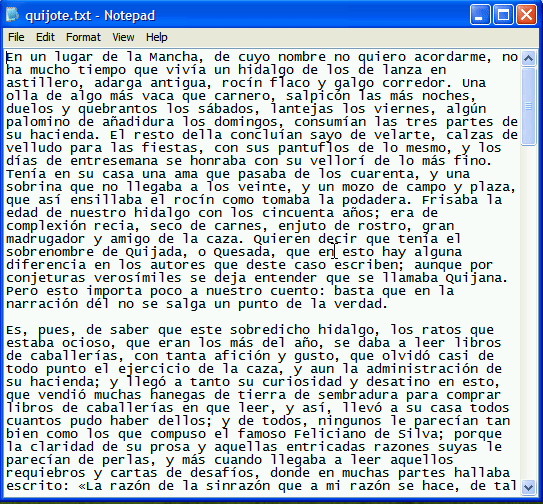 quijote.txt - Notepad
File Edit Format View Help
En un lugar de la Mancha, de cuyo nombre no quiero acordarme, no
ha mucho tiempo que vivía un hidalgo de los de lanza en
astillero, adarga antigua, rocín flaco y galgo corredor. Una
olla de algo más vaca que carnero, salpicón las más noches,
duelos y quebrantos los sábados, lantejas los viernes, algún
palomino de añadidura los domingos, consumían las tres partes de
su hacienda. El resto della concluían sayo de velarte, calzas de
velludo para las fiestas, con sus pantuflos de lo mesmo, y los
días de entresemana se honraba con su vellorí de lo más fino.
Tenía en su casa una ama que pasaba de los cuarenta, y una
sobrina que no llegaba a los veinte, y un mozo de campo y plaza,
que así ensillaba el rocín como tomaba la podadera. Frisaba la
edad de nuestro hidalgo con los cincuenta años; era de
complexión recia, seco de carnes, enjuto de rostro, gran
madrugador y amigo de la caza. Quieren decir que tenía el
sobrenombre de Quijada, o Quesada, que en esto hay alguna
diferencia en los autores que deste caso escriben; aunque por
conjeturas verosímiles se deja entender que se llamaba Quijana.
Pero esto importa poco a nuestro cuento: basta que en la
narración dél no se salga un punto de la verdad.
Es, pues, de saber que este sobredicho hidalgo, los ratos que
estaba ocioso, que eran los más del año, se daba a leer libros
de caballerías, con tanta afición y gusto, que olvidó casi de
todo punto el ejercicio de la caza, y aun la administración de
su hacienda; y llegó a tanto su curiosidad y desatino en esto,
que vendió muchas hanegas de tierra de sembradura para comprar
libros de caballerías en que leer, y así, llevó a su casa todos
cuantos pudo haber dellos; y de todos, ningunos le parecían tan
bien como los que compuso el famoso Feliciano de Silva; porque
la claridad de su prosa y aquellas entricadas razones suyas le
parecían de perlas, y más cuando llegaba a leer aquellos
requiebros y cartas de desafíos, donde en muchas partes hallaba
escrito: «La razón de la sinrazón que a mi razón se hace, de tal